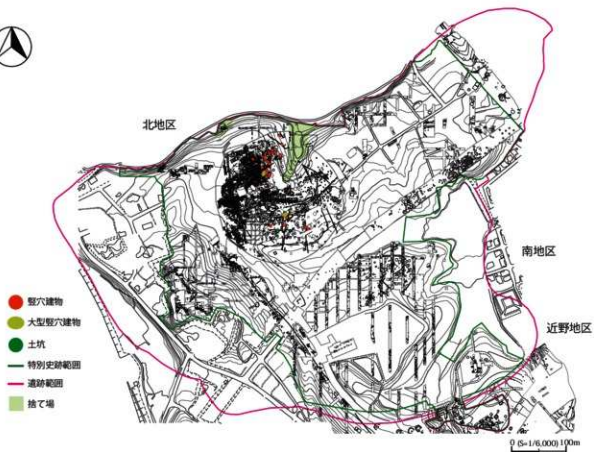 北地区
南地区
近野地区
竪穴建物
大型竪穴建物
土坑
特別史跡範囲
遺跡範囲
捨て場
0 (S=1/6,000) 100m